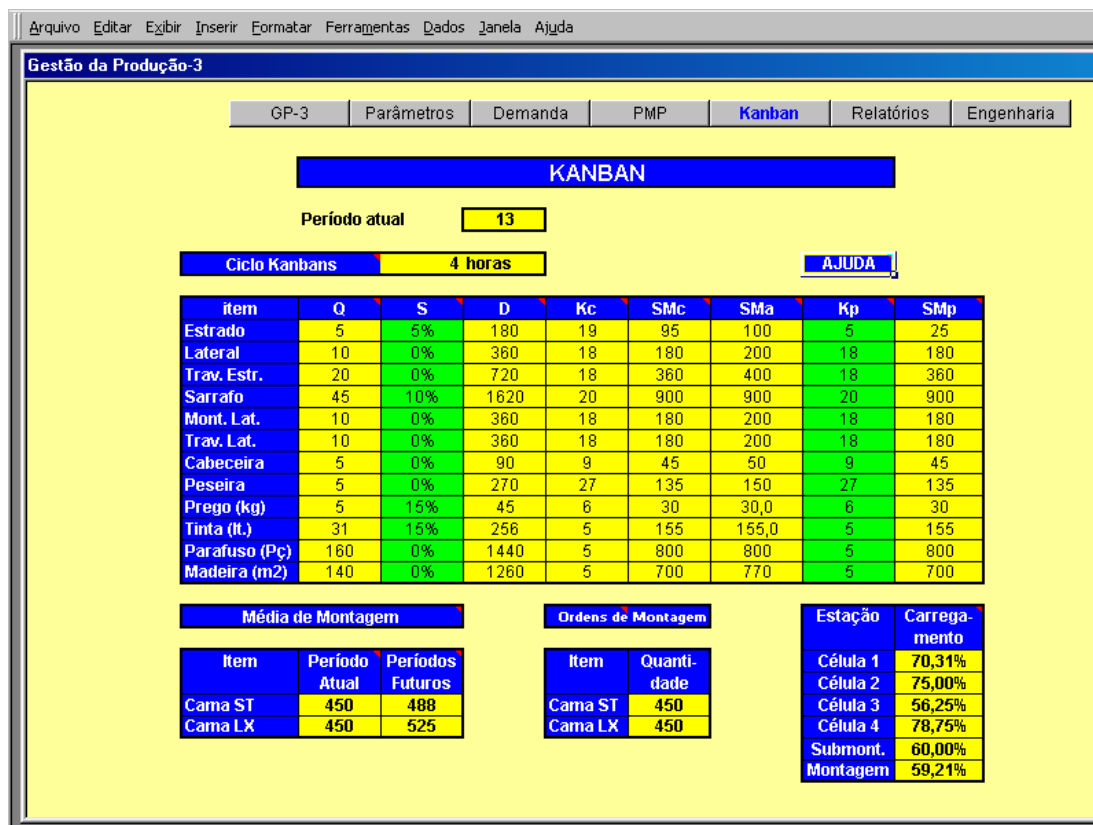 Arquivo Editar Exibir Inserir Formatar Ferramentas Dados Janela Ajuda
Gestão da Produção-3
GP-3 Parâmetros Demanda PMP Kanban Relatórios Engenharia
KANBAN
Período atual 13
Ciclo Kanbans 4 horas AJUDA
item Q S D Kc SMc SMa Kp SMp
Estrado 5 5% 180 19 95 100 5 25
Lateral 10 0% 360 18 180 200 18 180
Trav. Estr. 20 0% 720 18 360 400 18 360
Sarrafo 45 10% 1620 20 900 900 20 900
Mont. Lat. 10 0% 360 18 180 200 18 180
Trav. Lat. 10 0% 360 18 180 200 18 180
Cabeceira 5 0% 90 9 45 50 9 45
Peseira 5 0% 270 27 135 150 27 135
Prego (kg) 5 15% 45 6 30 30,0 6 30
Tinta (lt.) 31 15% 256 5 155 155,0 5 155
Parafuso (Pç) 160 0% 1440 5 800 800 5 800
Madeira (m2) 140 0% 1260 5 700 770 5 700
Média de Montagem
Item Período Períodos
Atual Futuros
Cama ST 450 488
Cama LX 450 525
Ordens de Montagem
Item Quanti-
dade
Cama ST 450
Cama LX 450
Estação Carrega-
mento
Célula 1 70,31%
Célula 2 75,00%
Célula 3 56,25%
Célula 4 78,75%
Submont. 60,00%
Montagem 59,21%